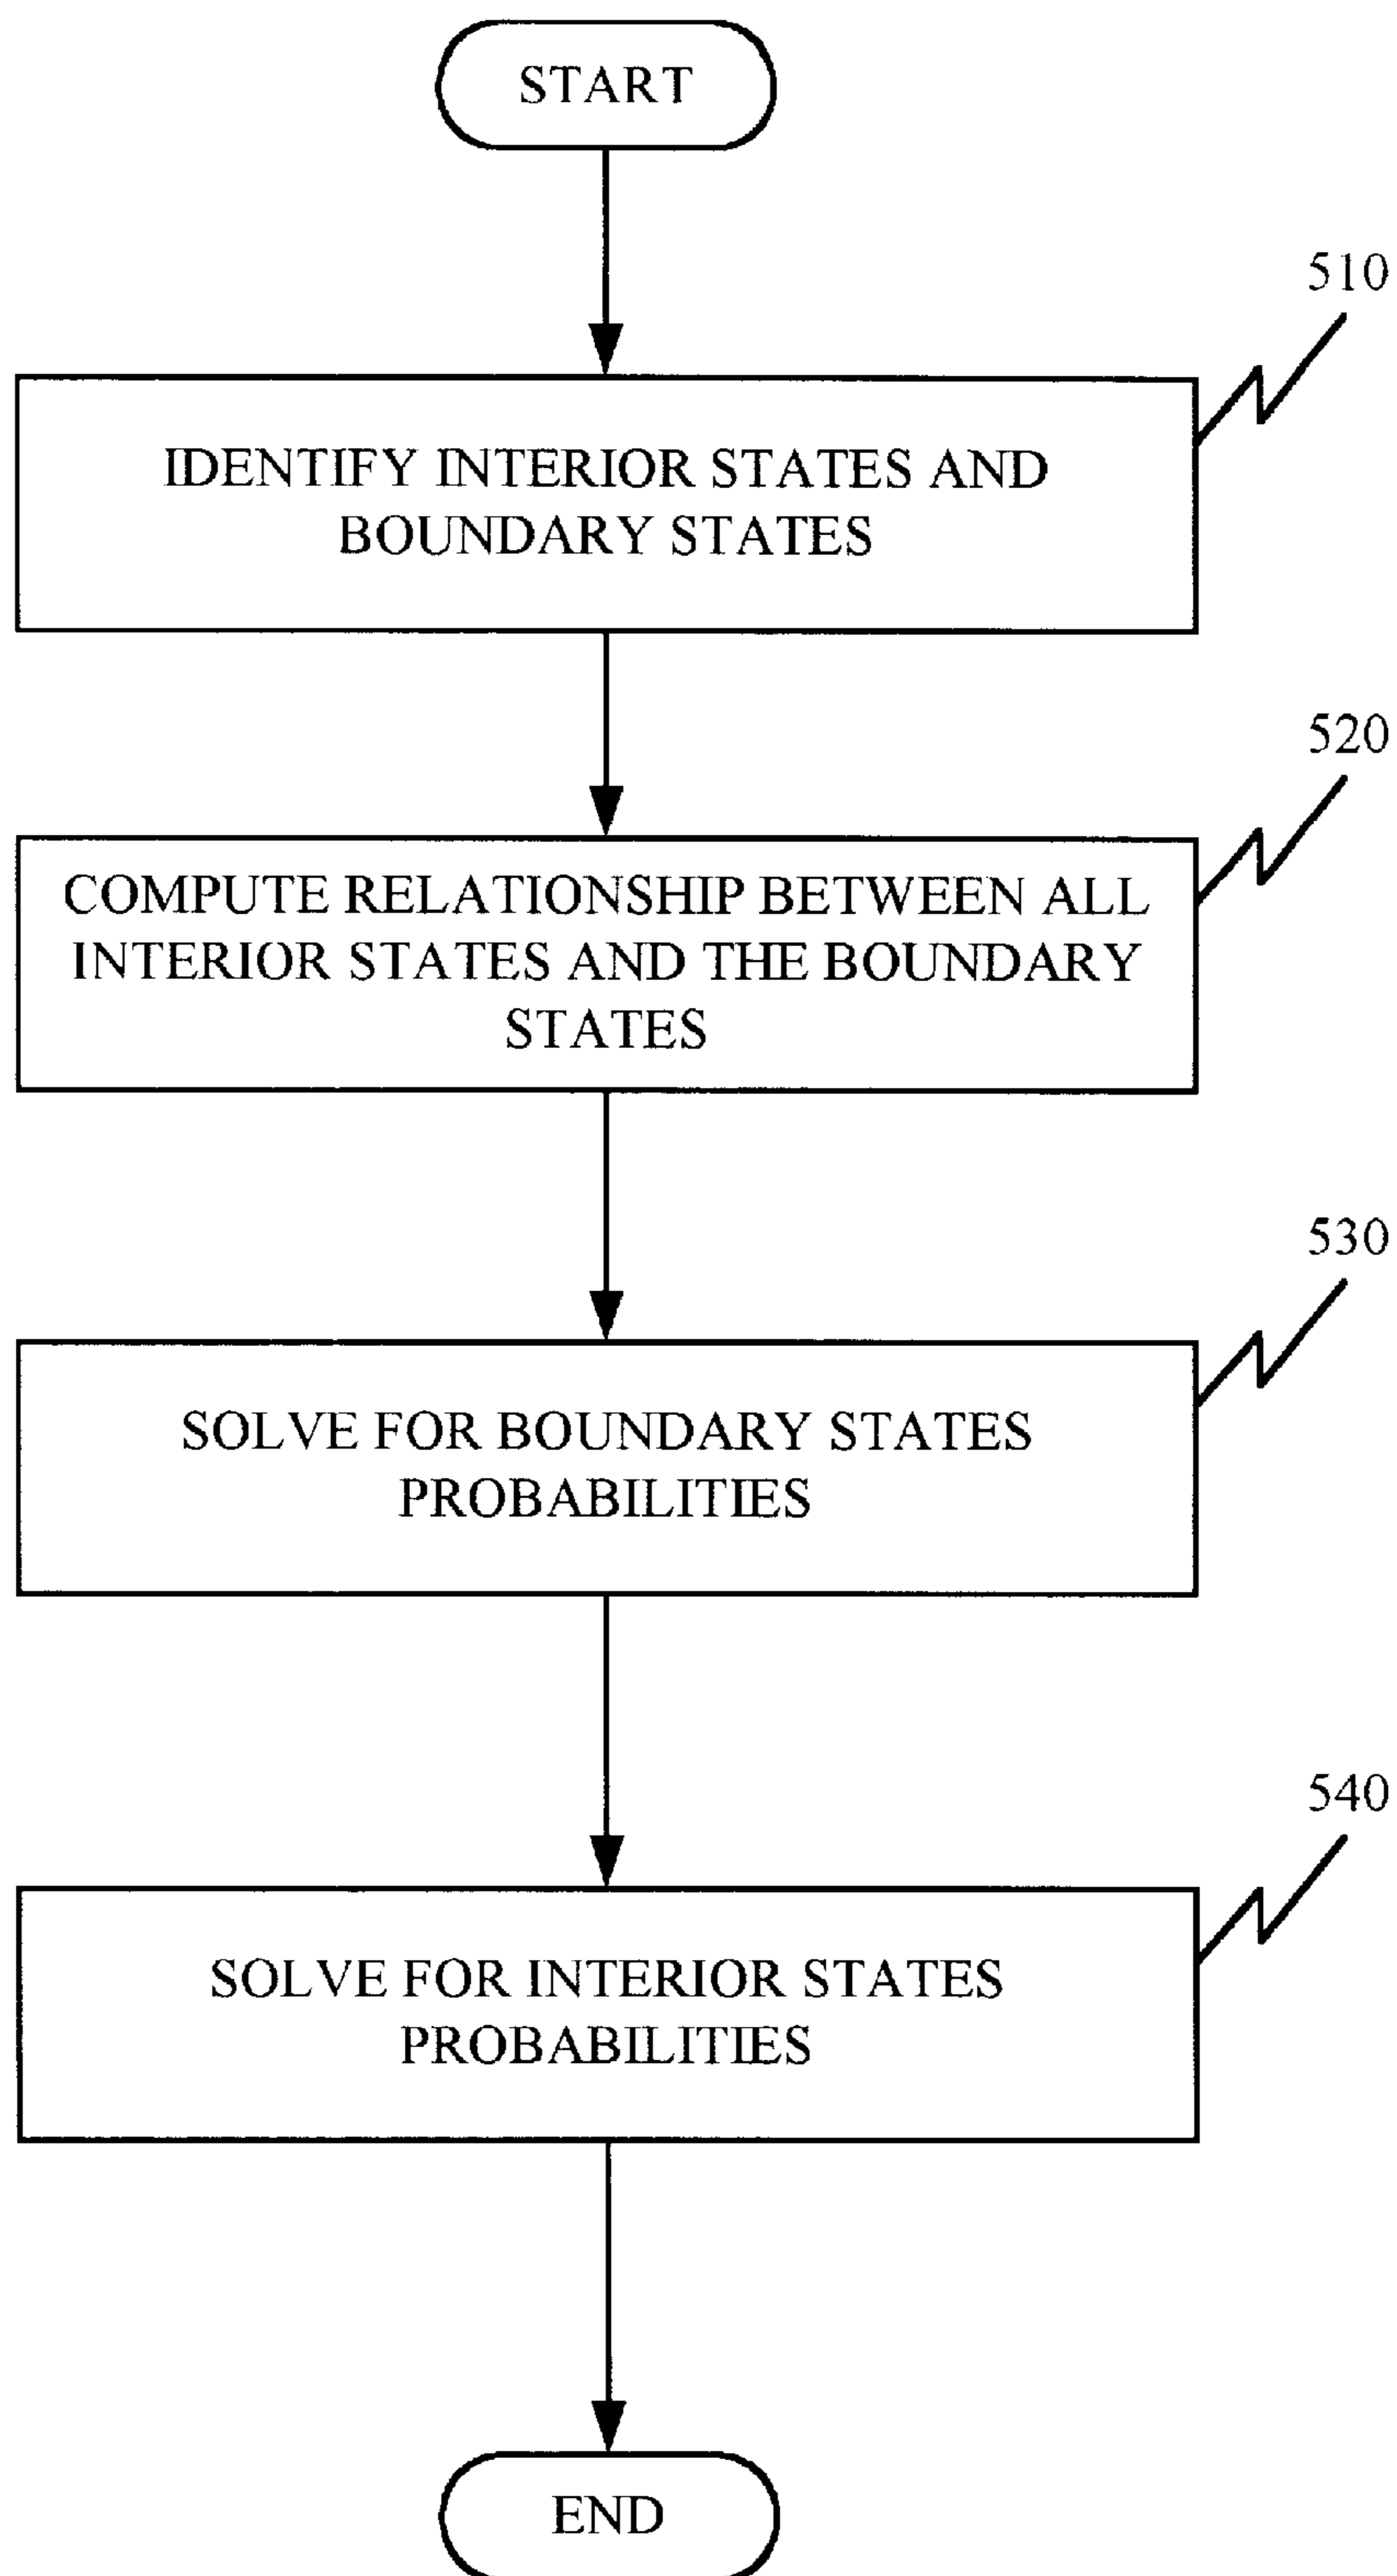 START
510
IDENTIFY INTERIOR STATES AND
BOUNDARY STATES
520
COMPUTE RELATIONSHIP BETWEEN ALL
INTERIOR STATES AND THE BOUNDARY
STATES
530
SOLVE FOR BOUNDARY STATES
PROBABILITIES
540
SOLVE FOR INTERIOR STATES
PROBABILITIES
END